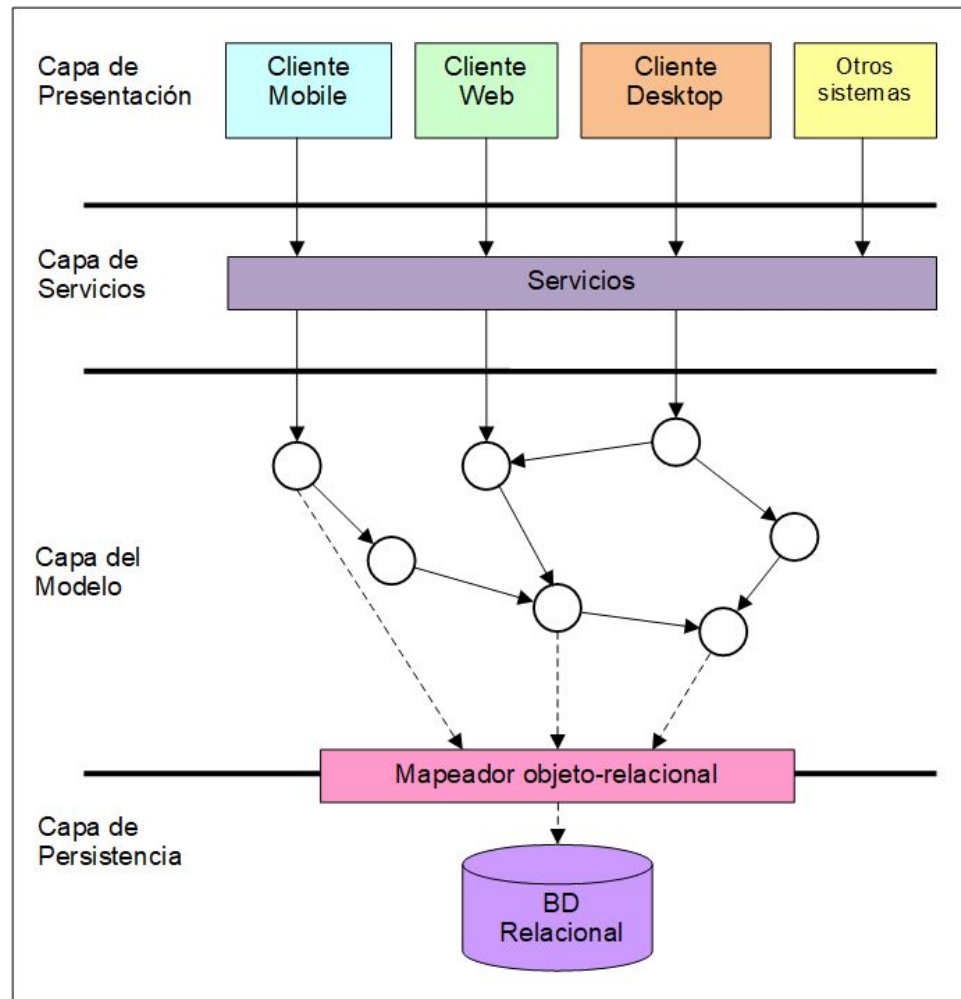 Capa de
Presentación
Cliente
Mobile
Cliente
Web
Cliente
Desktop
Otros
sistemas
Capa de
Servicios
Servicios
Capa del
Modelo
Mapeador objeto-relacional
Capa de
Persistencia
BD
Relacional